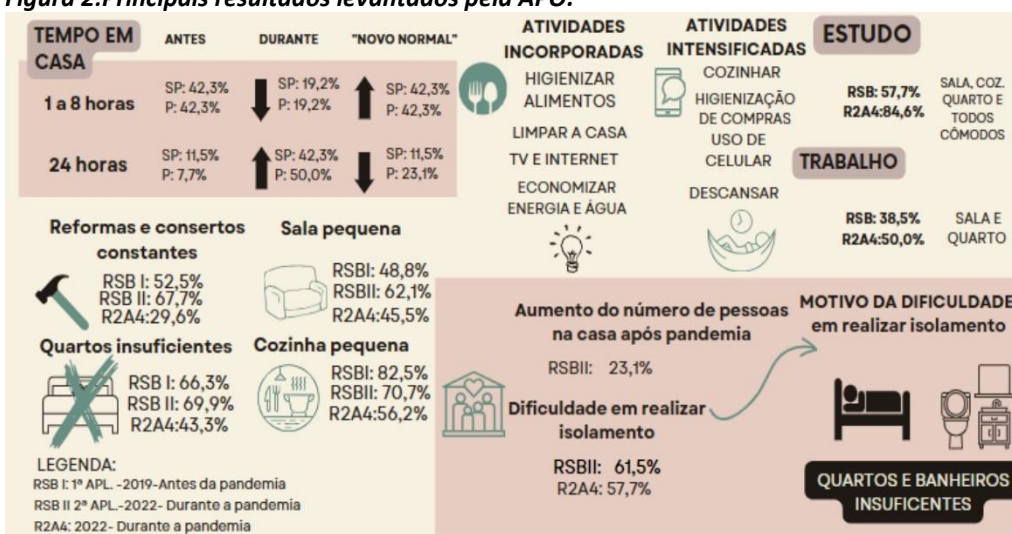 Figura 2:Principais resultados levantados pela APO.
TEMPO EM CASA
ANTES DURANTE "NOVO NORMAL"
1 a 8 horas
SP: 42,3%
P: 42,3%
SP: 19,2%
P: 19,2%
SP: 42,3%
P: 42,3%
24 horas
SP: 11,5%
P: 7,7%
SP: 42,3%
P: 50,0%
SP: 11,5%
P: 23,1%
ATIVIDADES
INCORPORADAS
HIGIENIZAR
ALIMENTOS
LIMPAR A CASA
TV E INTERNET
ECONOMIZAR
ENERGIA E ÁGUA
ATIVIDADES
INTENSIFICADAS
COZINHAR
HIGIENIZAÇÃO
DE COMPRAS
USO DE
CELULAR
DESCANSAR
ESTUDO
RSB: 57,7%
R2A4:84,6%
SALA, COZ.
QUARTO E
TODOS
CÔMODOS
TRABALHO
RSB: 38,5%
R2A4:50,0%
SALA E
QUARTO
Reformas e consertos
constantes
RSB I: 52,5%
RSB II: 67,7%
R2A4:29,6%
Sala pequena
RSBI: 48,8%
RSBII: 62,1%
R2A4:45,5%
Quartos insuficientes
RSB I: 66,3%
RSB II: 69,9%
R2A4:43,3%
Cozinha pequena
RSBI: 82,5%
RSBII: 70,7%
R2A4:56,2%
LEGENDA:
RSB I: 1ª APL. -2019-Antes da pandemia
RSB II 2ª APL.-2022- Durante a pandemia
R2A4: 2022- Durante a pandemia
Aumento do número de pessoas
na casa após pandemia
RSBII: 23,1%
Dificuldade em realizar
isolamento
RSBII: 61,5%
R2A4: 57,7%
MOTIVO DA DIFICULDADE
em realizar isolamento
QUARTOS E BANHEIROS
INSUFICENTES